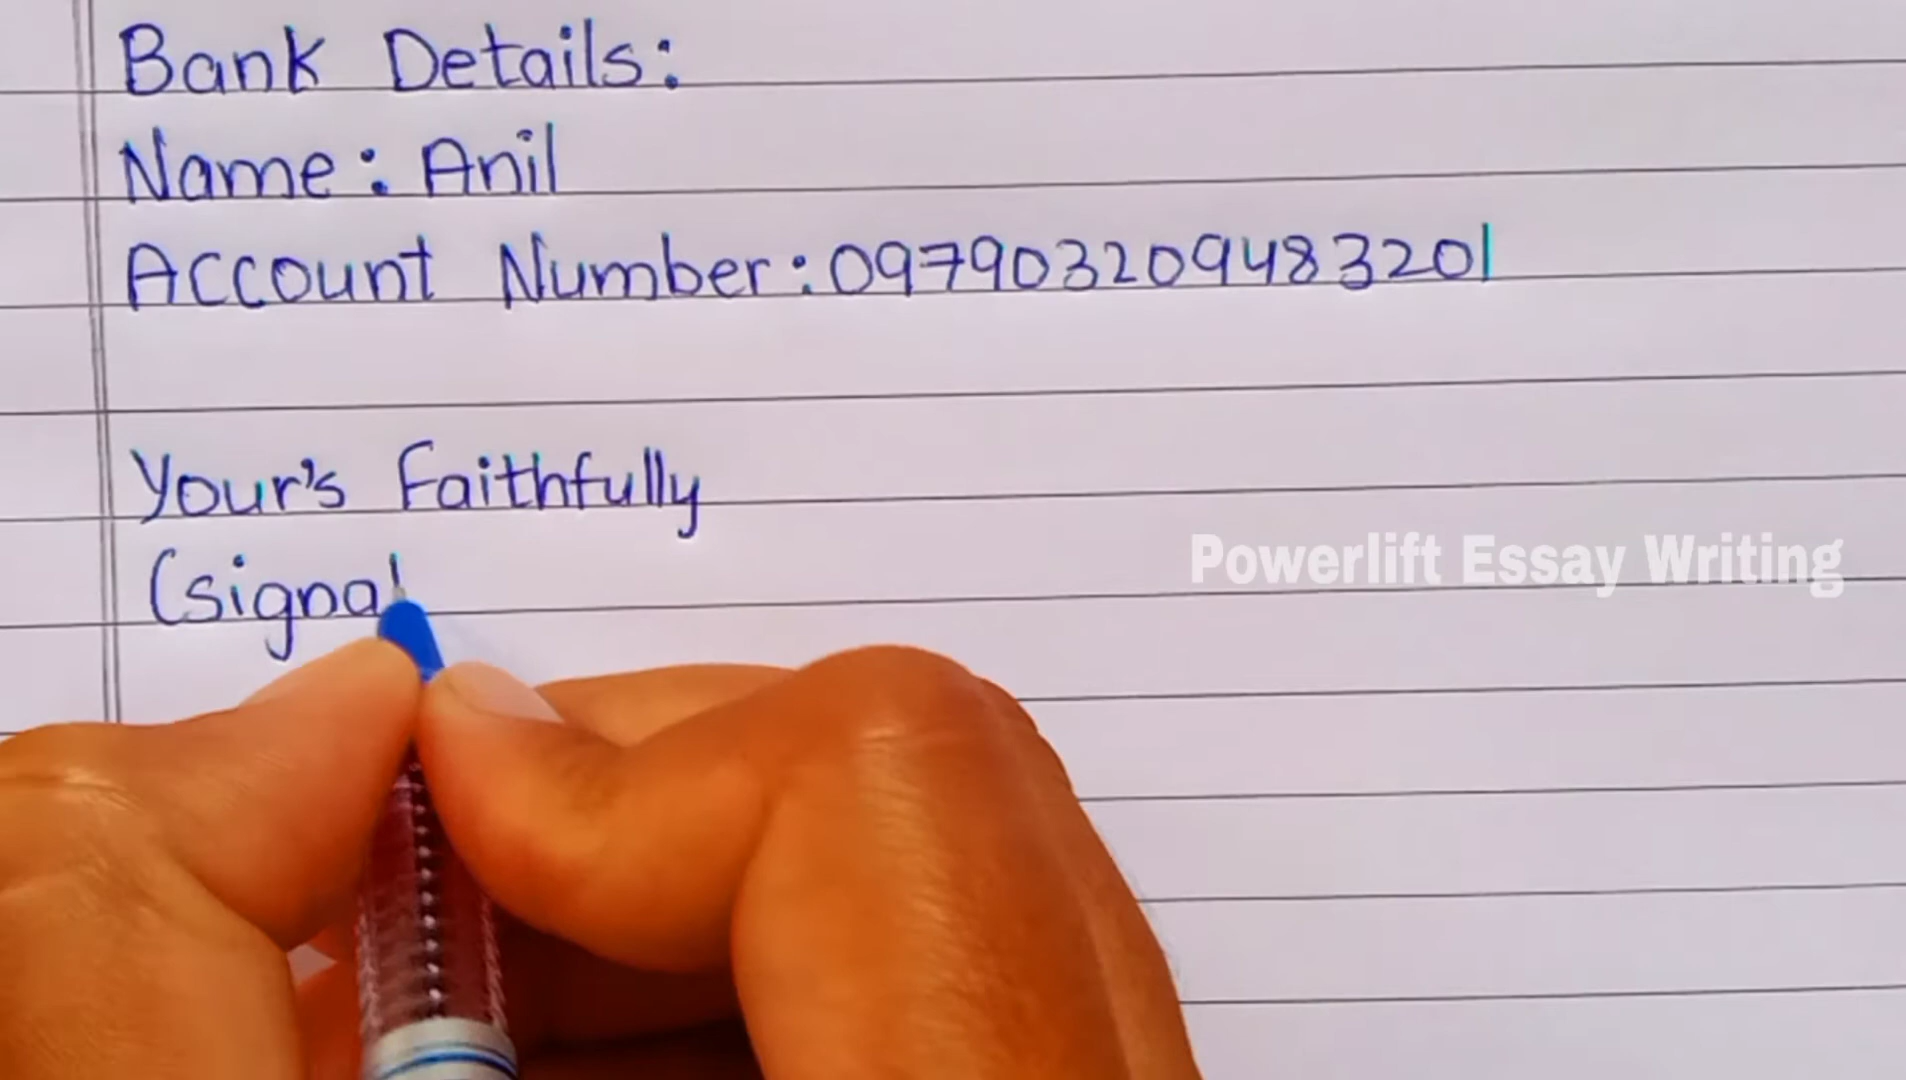 Bank Details:
Name: Anil
Account Number: 097903209483201
Your's Faithfully
(signa
Powerlift Essay Writing